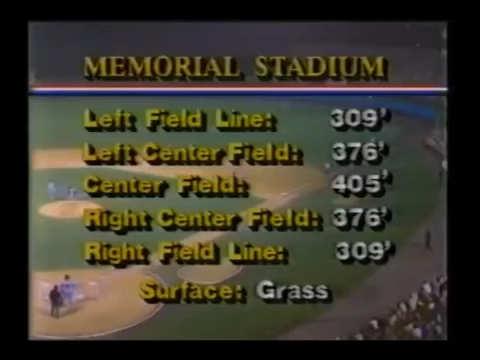 MEMORIAL STADIUM
Left Field Line: 309'
Left Center Field: 376'
Center Field: 405'
Right Center Field: 376'
Right Field Line: 309'
Surface: Grass